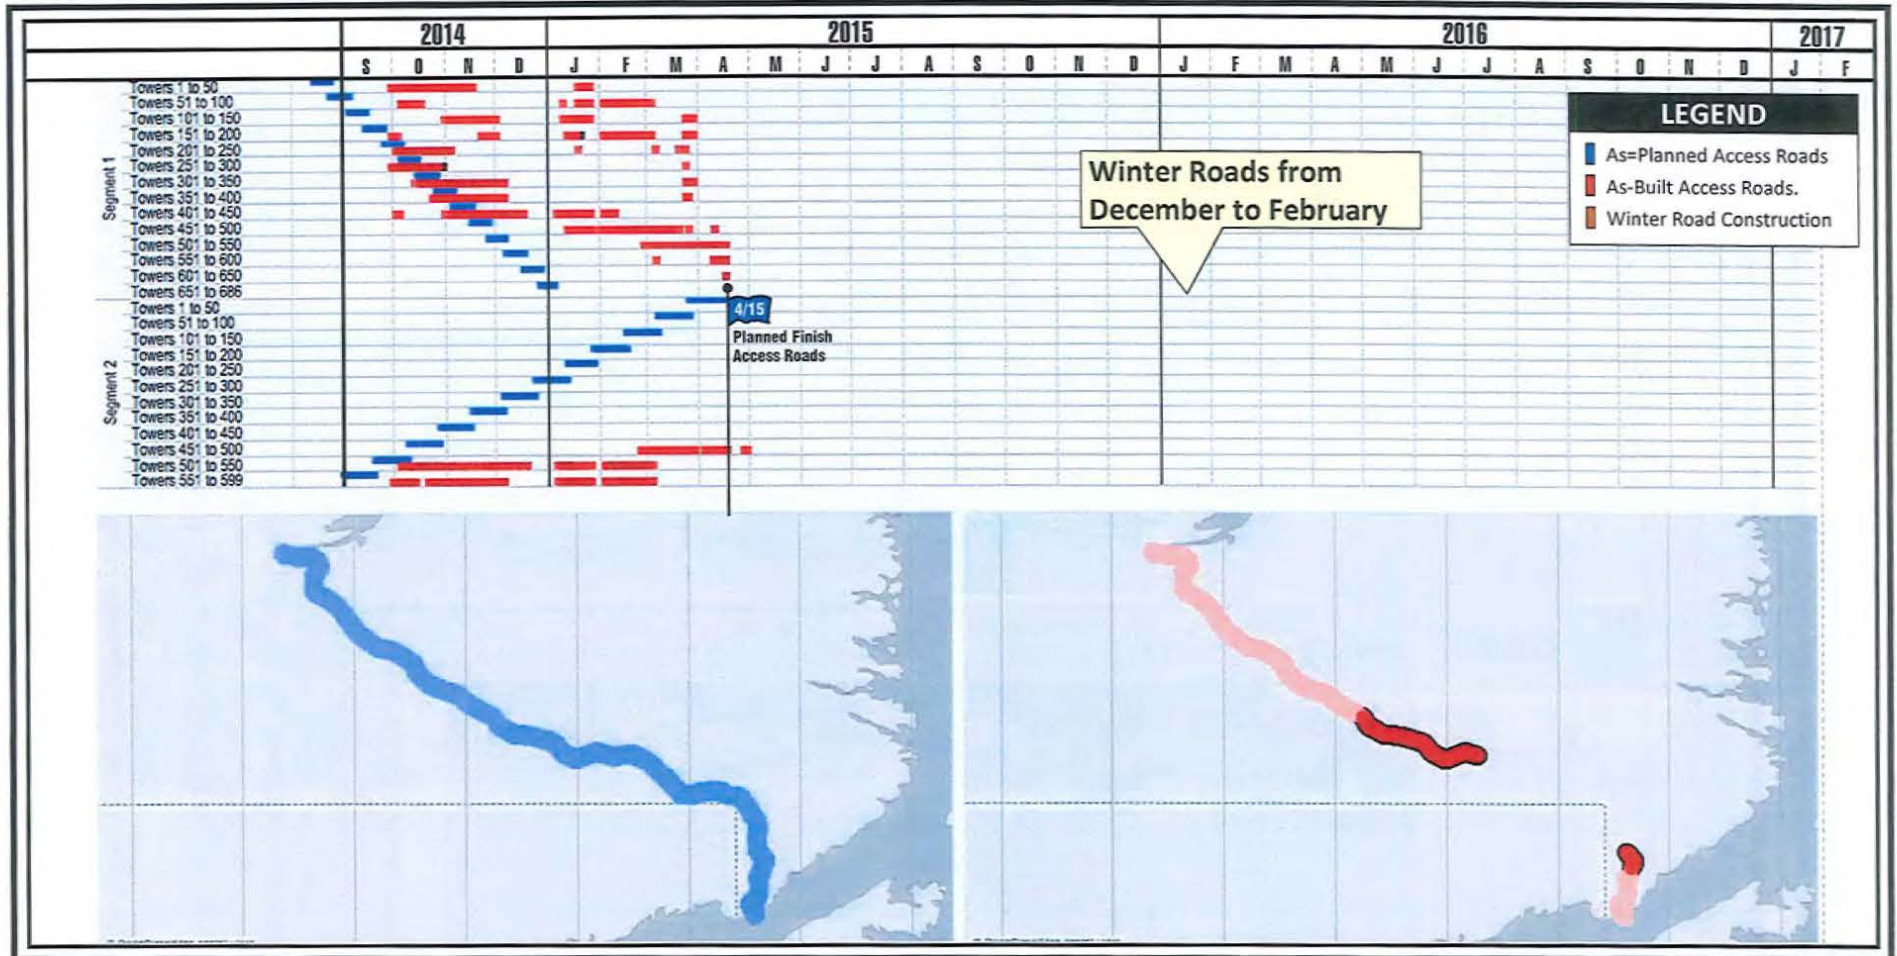 2014 2015 2016 2017
S O N D J F M A M J J A S O N D J F M A M J J A S O N D J F
Segment 1
Towers 1 to 50
Towers 51 to 100
Towers 101 to 150
Towers 151 to 200
Towers 201 to 250
Towers 251 to 300
Towers 301 to 350
Towers 351 to 400
Towers 401 to 450
Towers 451 to 500
Towers 501 to 550
Towers 551 to 600
Towers 601 to 650
Towers 651 to 686
Segment 2
Towers 1 to 50
Towers 51 to 100
Towers 101 to 150
Towers 151 to 200
Towers 201 to 250
Towers 251 to 300
Towers 301 to 350
Towers 351 to 400
Towers 401 to 450
Towers 451 to 500
Towers 501 to 550
Towers 551 to 599
4/15
Planned Finish
Access Roads
Winter Roads from
December to February
LEGEND
As=Planned Access Roads
As-Built Access Roads.
Winter Road Construction